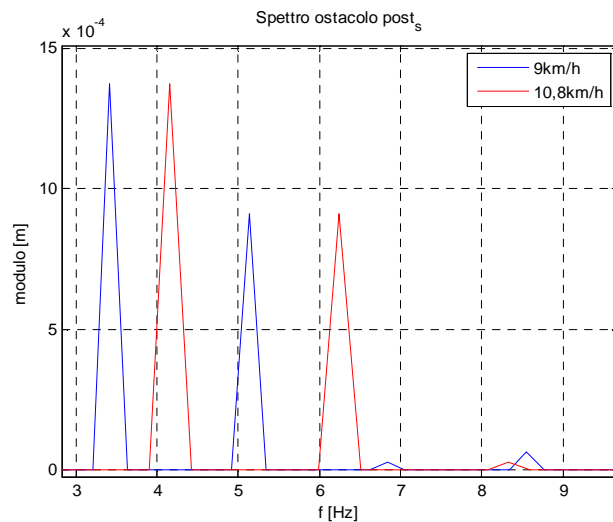 Spettro ostacolo post_s
x 10^-4
15
10
5
0
modulo [m]
9km/h
10,8km/h
3 4 5 6 7 8 9
f [Hz]